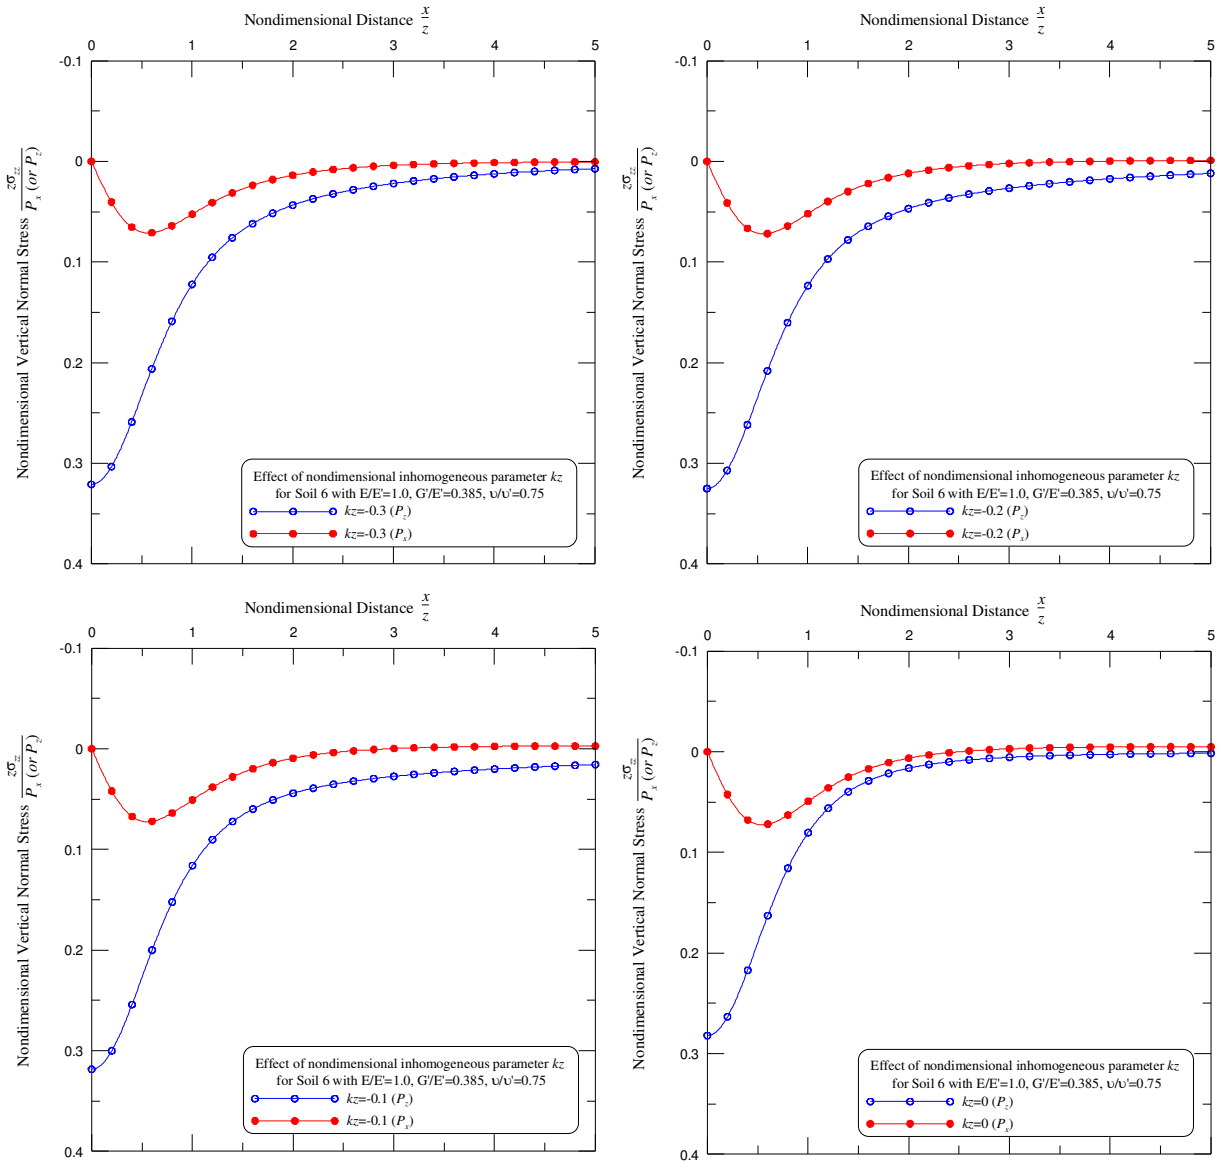 Nondimensional Distance x/z
0 1 2 3 4 5
-0.1
0
0.1
0.2
0.3
0.4
Nondimensional Vertical Normal Stress zσzz / Px (or Pz)
Effect of nondimensional inhomogeneous parameter kz
for Soil 6 with E/E'=1.0, G'/E'=0.385, υ/υ'=0.75
kz=-0.3 (Pz)
kz=-0.3 (Px)
Nondimensional Distance x/z
0 1 2 3 4 5
-0.1
0
0.1
0.2
0.3
0.4
Nondimensional Vertical Normal Stress zσzz / Px (or Pz)
Effect of nondimensional inhomogeneous parameter kz
for Soil 6 with E/E'=1.0, G'/E'=0.385, υ/υ'=0.75
kz=-0.2 (Pz)
kz=-0.2 (Px)
Nondimensional Distance x/z
0 1 2 3 4 5
-0.1
0
0.1
0.2
0.3
0.4
Nondimensional Vertical Normal Stress zσzz / Px (or Pz)
Effect of nondimensional inhomogeneous parameter kz
for Soil 6 with E/E'=1.0, G'/E'=0.385, υ/υ'=0.75
kz=-0.1 (Pz)
kz=-0.1 (Px)
Nondimensional Distance x/z
0 1 2 3 4 5
-0.1
0
0.1
0.2
0.3
0.4
Nondimensional Vertical Normal Stress zσzz / Px (or Pz)
Effect of nondimensional inhomogeneous parameter kz
for Soil 6 with E/E'=1.0, G'/E'=0.385, υ/υ'=0.75
kz=0 (Pz)
kz=0 (Px)